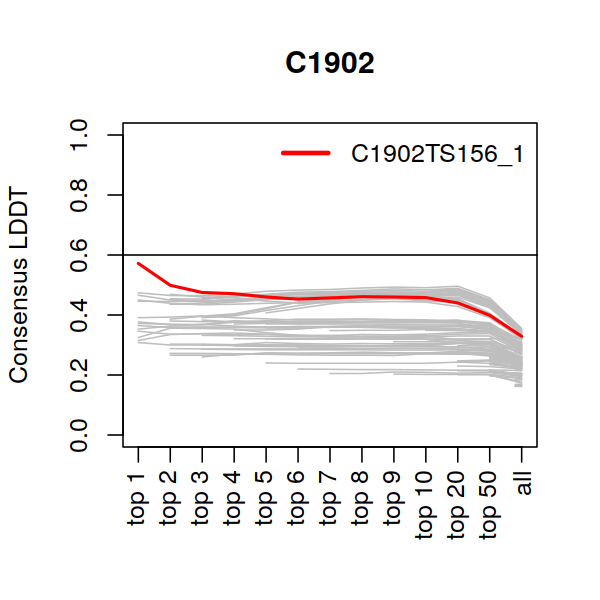 C1902
C1902TS156_1
Consensus LDDT
1.0
0.8
0.6
0.4
0.2
0.0
top 1
top 2
top 3
top 4
top 5
top 6
top 7
top 8
top 9
top 10
top 20
top 50
all